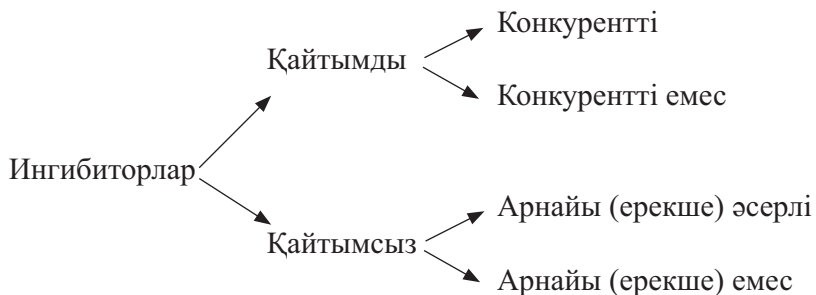 Конкурентті
Қайтымды
Конкурентті емес
Ингибиторлар
Арнайы (ерекше) әсерлі
Қайтымсыз
Арнайы (ерекше) емес